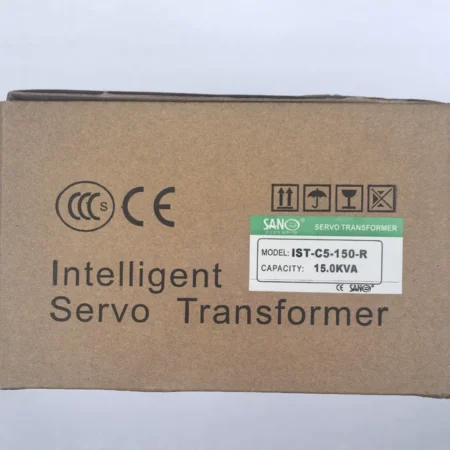 CCC S CE
SANO SERVO TRANSFORMER
MODEL: IST-C5-150-R
CAPACITY: 15.0KVA
CE SANO
Intelligent
Servo Transformer